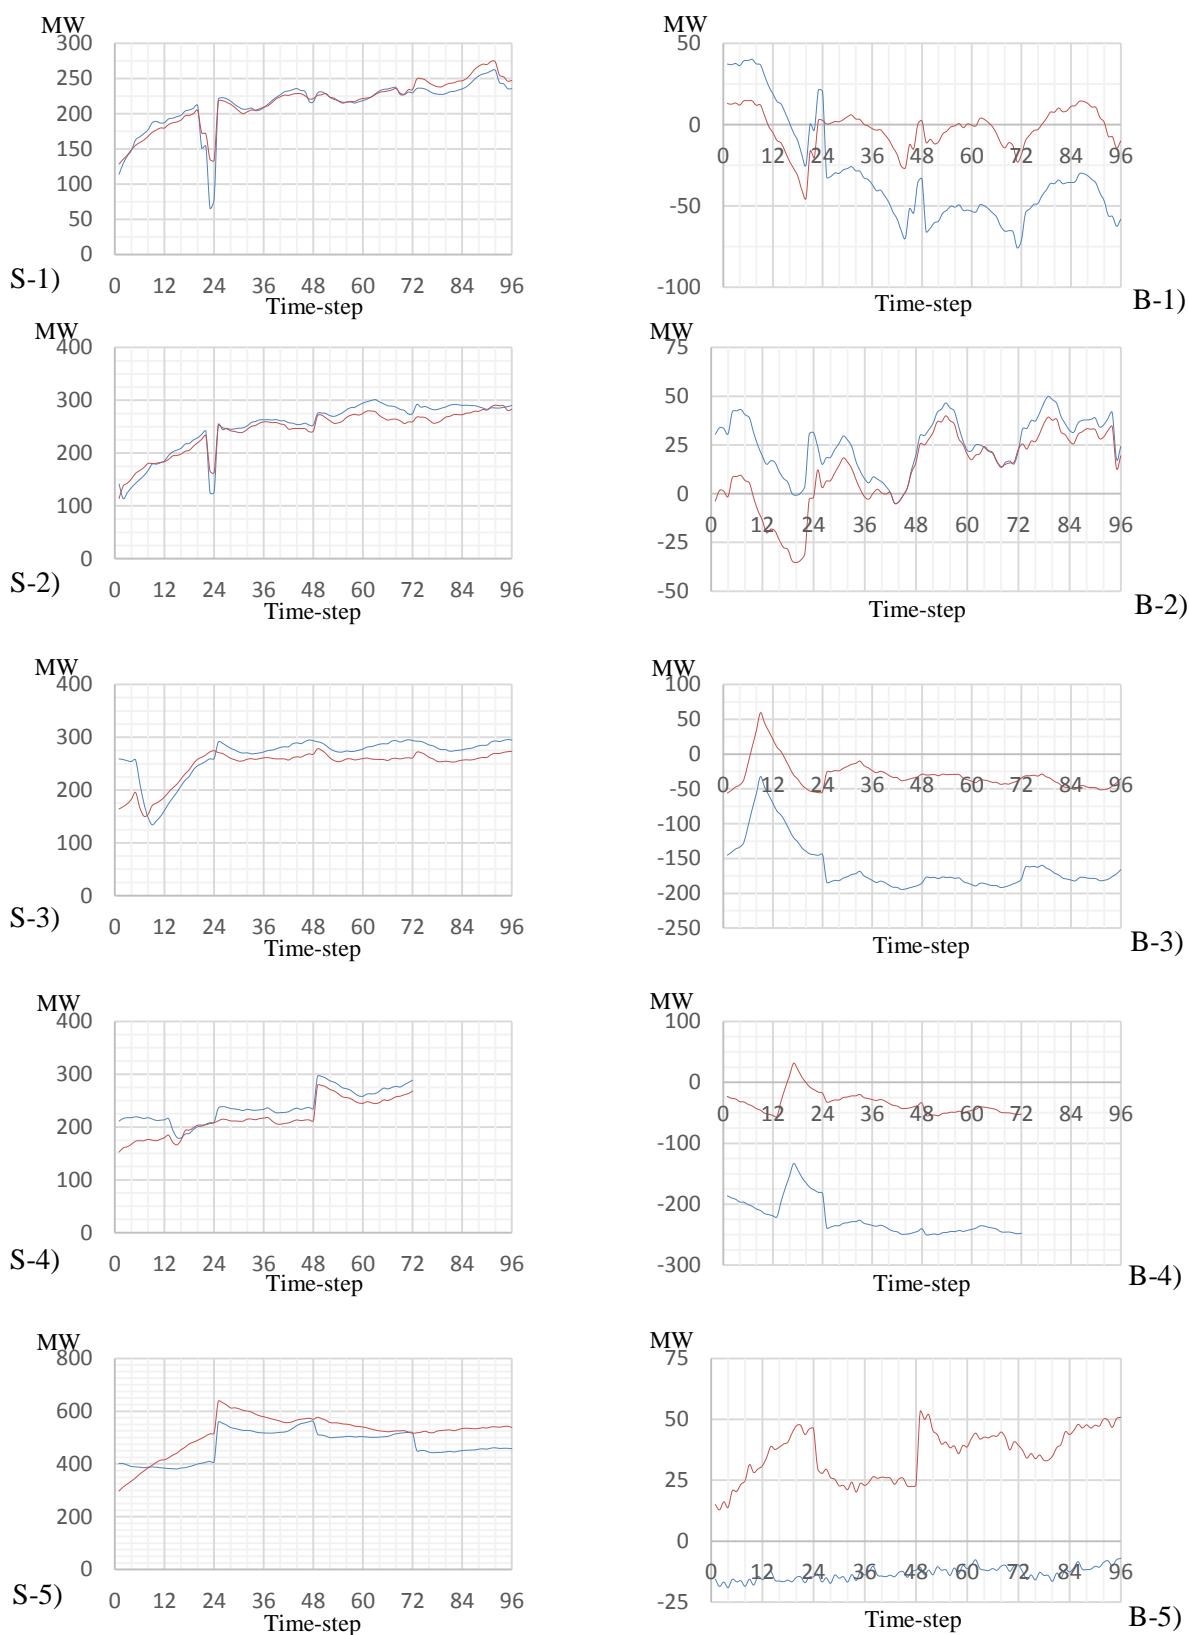 MW
300
250
200
150
100
50
0
0 12 24 36 48 60 72 84 96
Time-step
S-1)
MW
50
0
-50
-100
0 12 24 36 48 60 72 84 96
Time-step
B-1)
MW
400
300
200
100
0
0 12 24 36 48 60 72 84 96
Time-step
S-2)
MW
75
50
25
0
-25
-50
0 12 24 36 48 60 72 84 96
Time-step
B-2)
MW
400
300
200
100
0
0 12 24 36 48 60 72 84 96
Time-step
S-3)
MW
100
50
0
-50
-100
-150
-200
-250
0 12 24 36 48 60 72 84 96
Time-step
B-3)
MW
400
300
200
100
0
0 12 24 36 48 60 72 84 96
Time-step
S-4)
MW
100
0
-100
-200
-300
0 12 24 36 48 60 72 84 96
Time-step
B-4)
MW
800
600
400
200
0
0 12 24 36 48 60 72 84 96
Time-step
S-5)
MW
75
50
25
0
-25
0 12 24 36 48 60 72 84 96
Time-step
B-5)